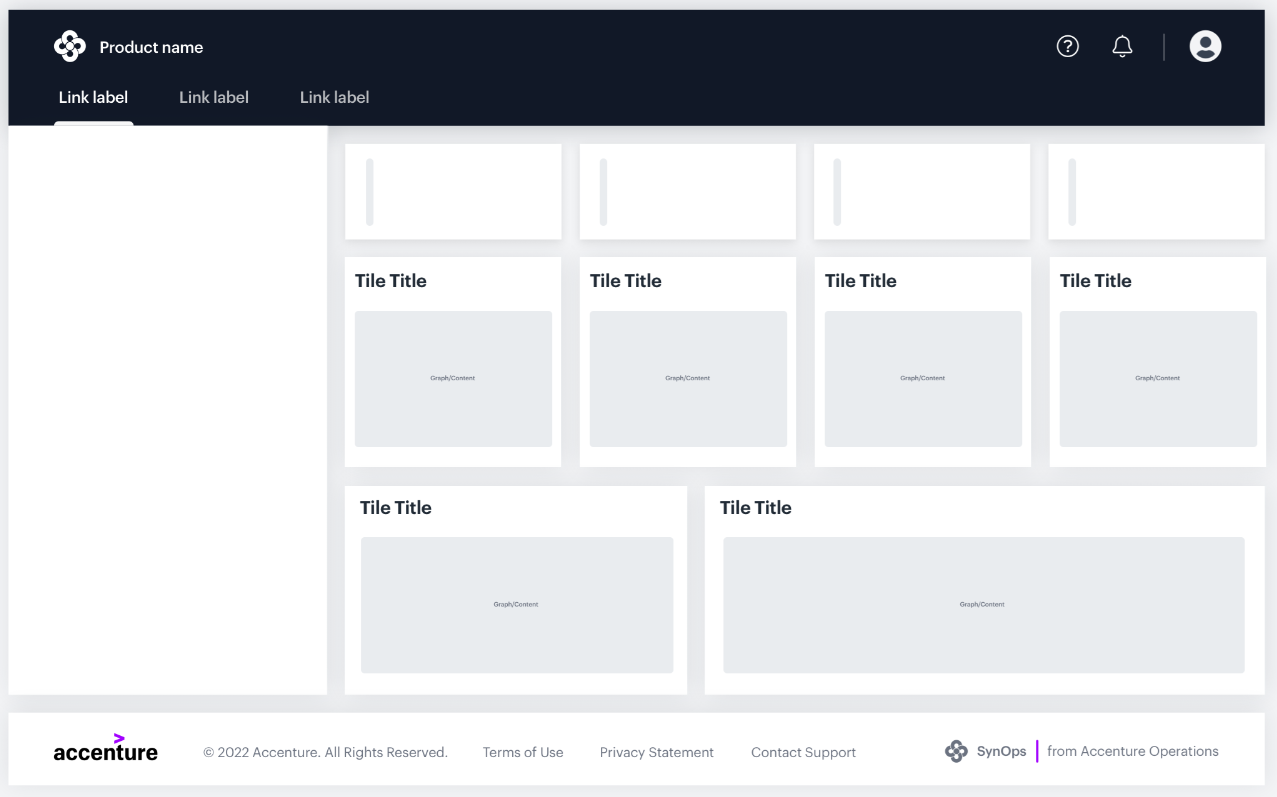 Product name
Link label Link label Link label
Tile Title Tile Title Tile Title Tile Title
Graph/Content Graph/Content Graph/Content Graph/Content
Tile Title Tile Title
Graph/Content Graph/Content
accenture © 2022 Accenture. All Rights Reserved. Terms of Use Privacy Statement Contact Support SynOps from Accenture Operations